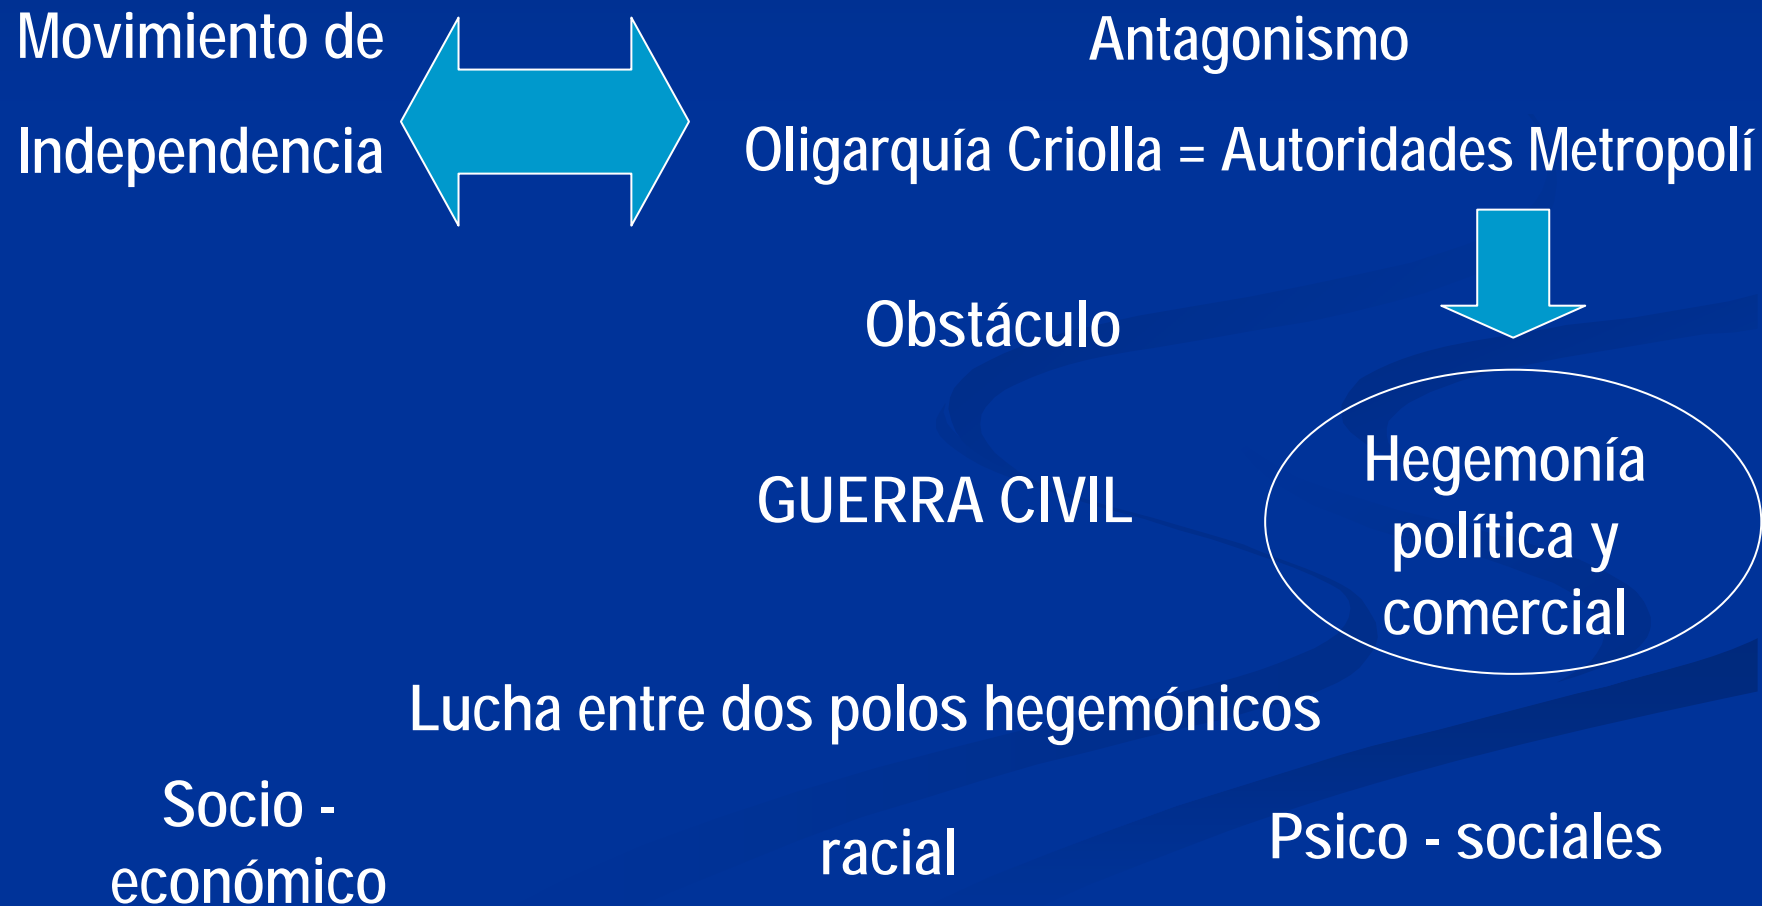 Movimiento de
Independencia
Antagonismo
Oligarquía Criolla = Autoridades Metropolí
Obstáculo
GUERRA CIVIL
Hegemonía
política y
comercial
Lucha entre dos polos hegemónicos
Socio -
económico
racial
Psico - sociales